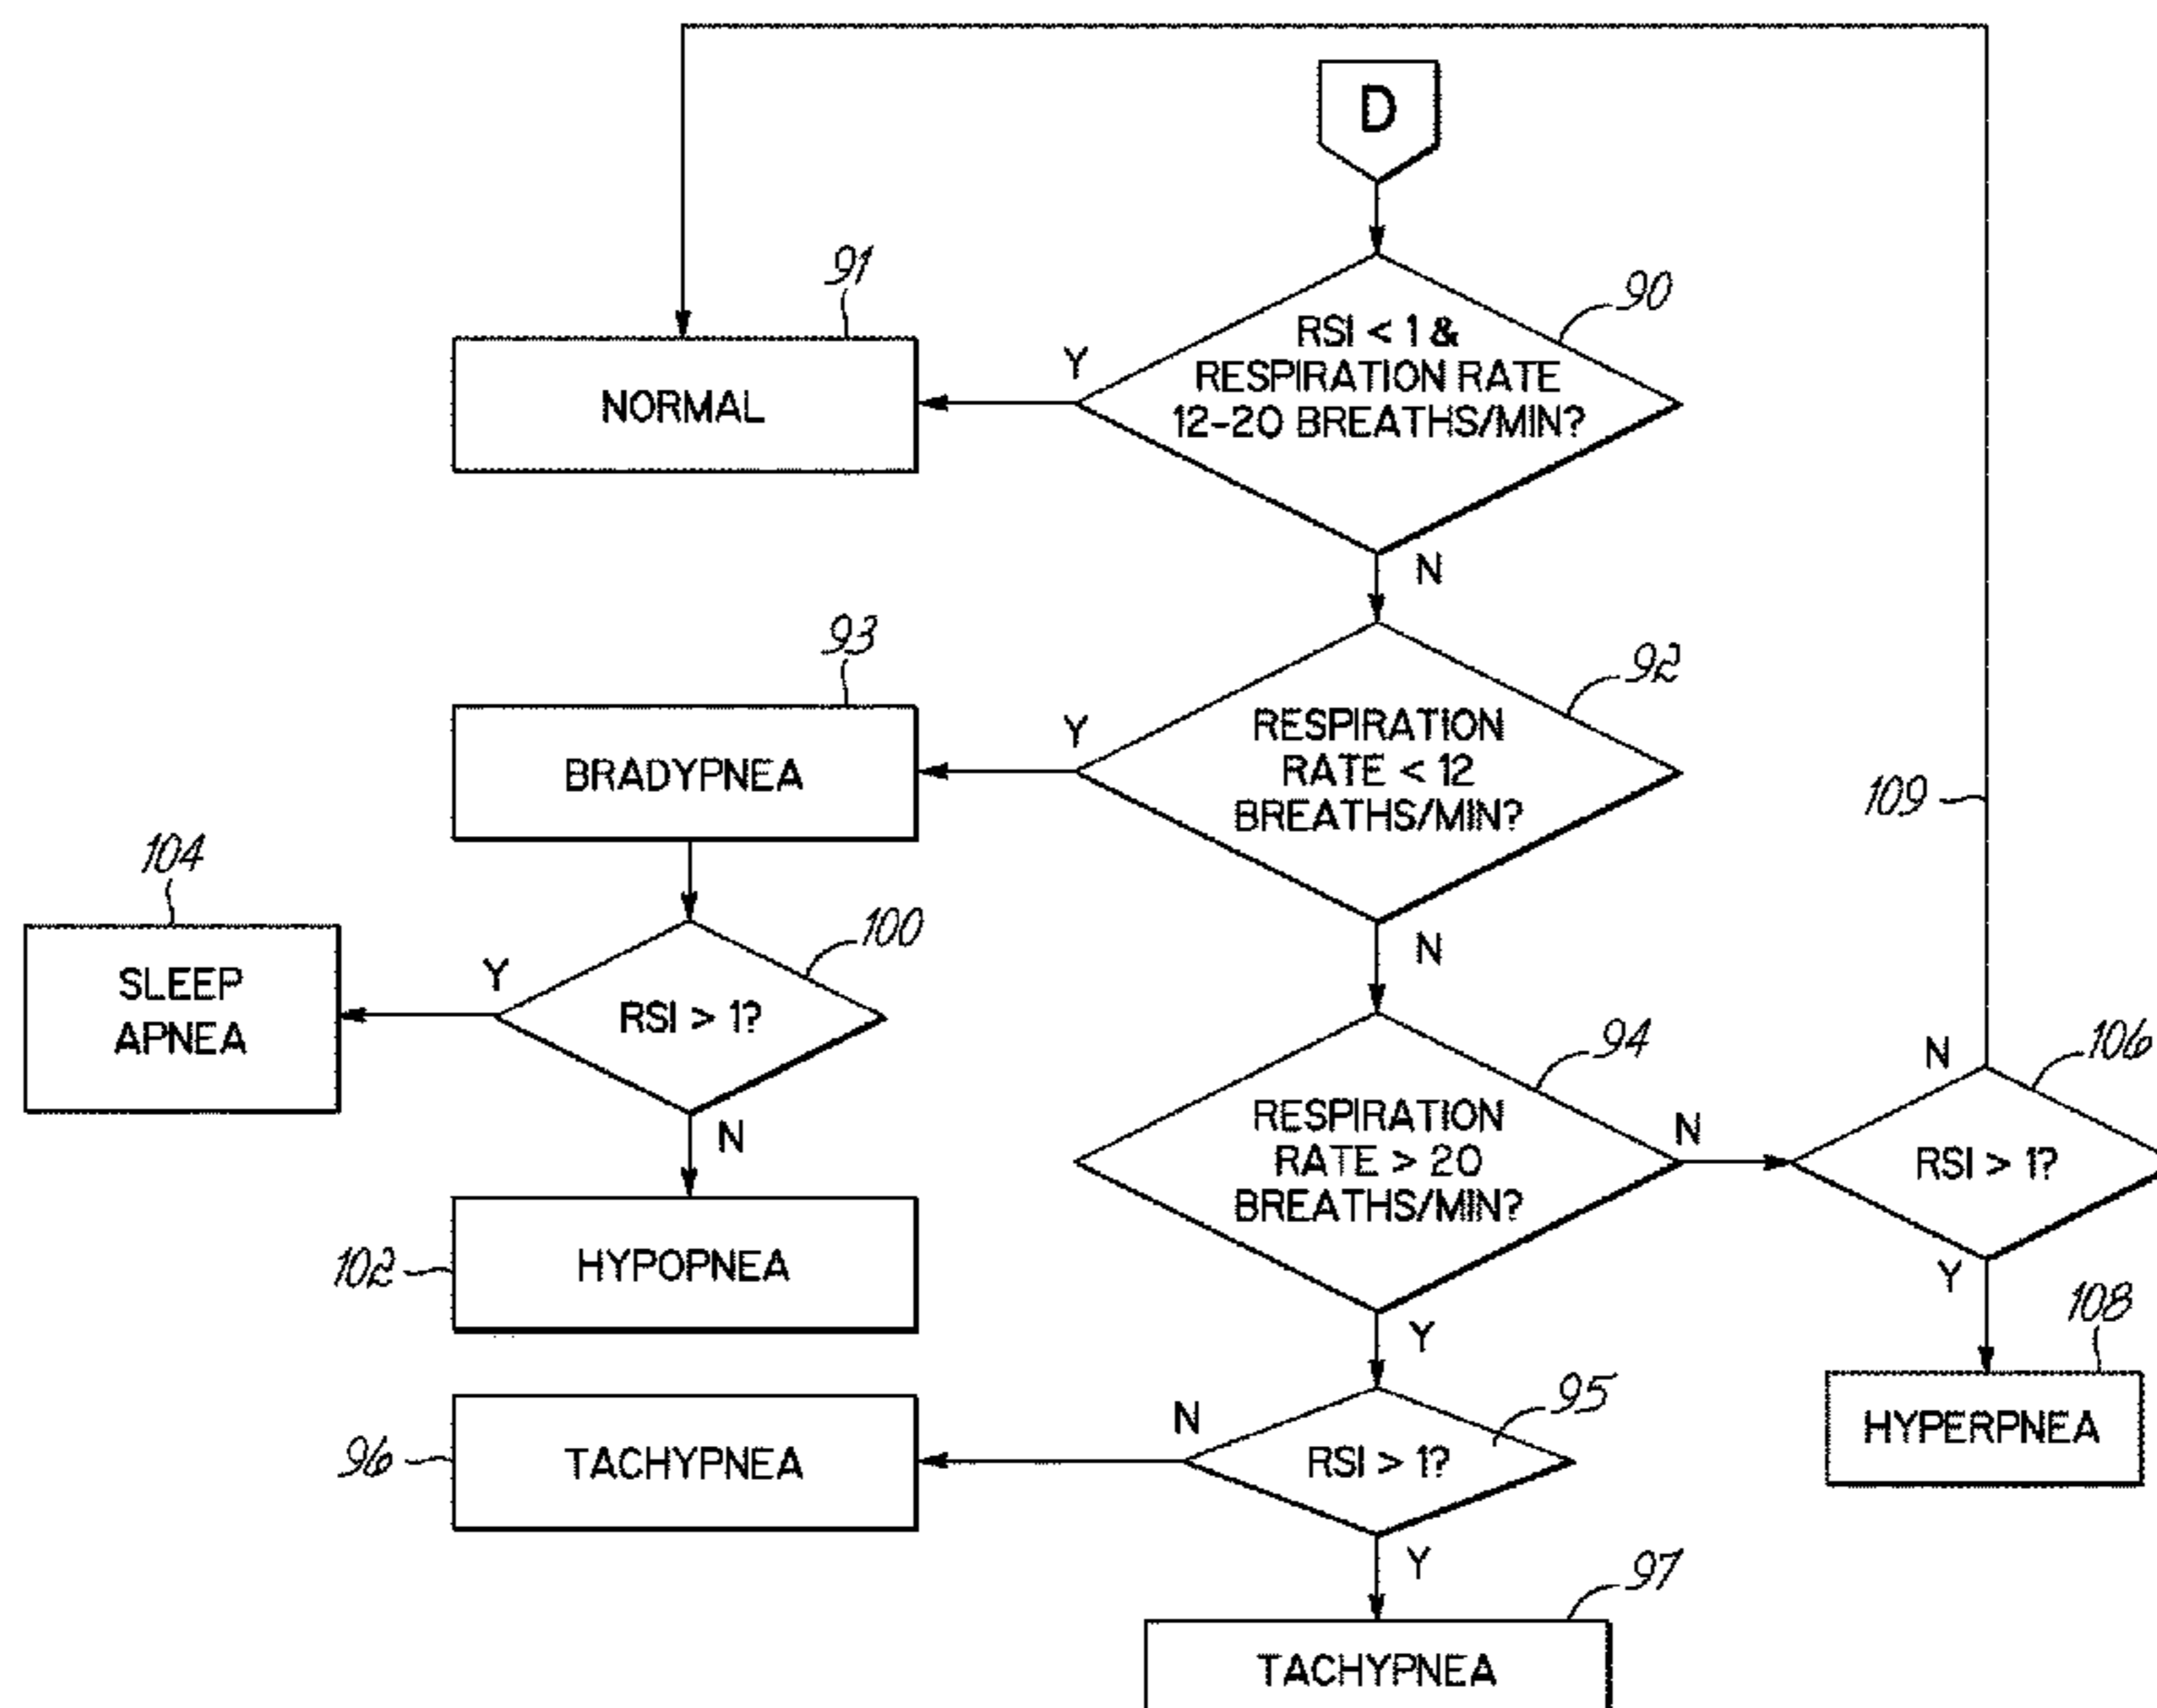 D
91
90
RSI < 1 &
RESPIRATION RATE
12-20 BREATHS/MIN?
Y
NORMAL
N
93
92
RESPIRATION
RATE < 12
BREATHS/MIN?
Y
BRADYPNEA
109
104
100
N
SLEEP
APNEA
Y
RSI > 1?
94
N
106
N
RESPIRATION
RATE > 20
BREATHS/MIN?
N
RSI > 1?
102
HYPOPNEA
Y
Y
108
HYPERPNEA
95
N
RSI > 1?
96
TACHYPNEA
Y
97
TACHYPNEA